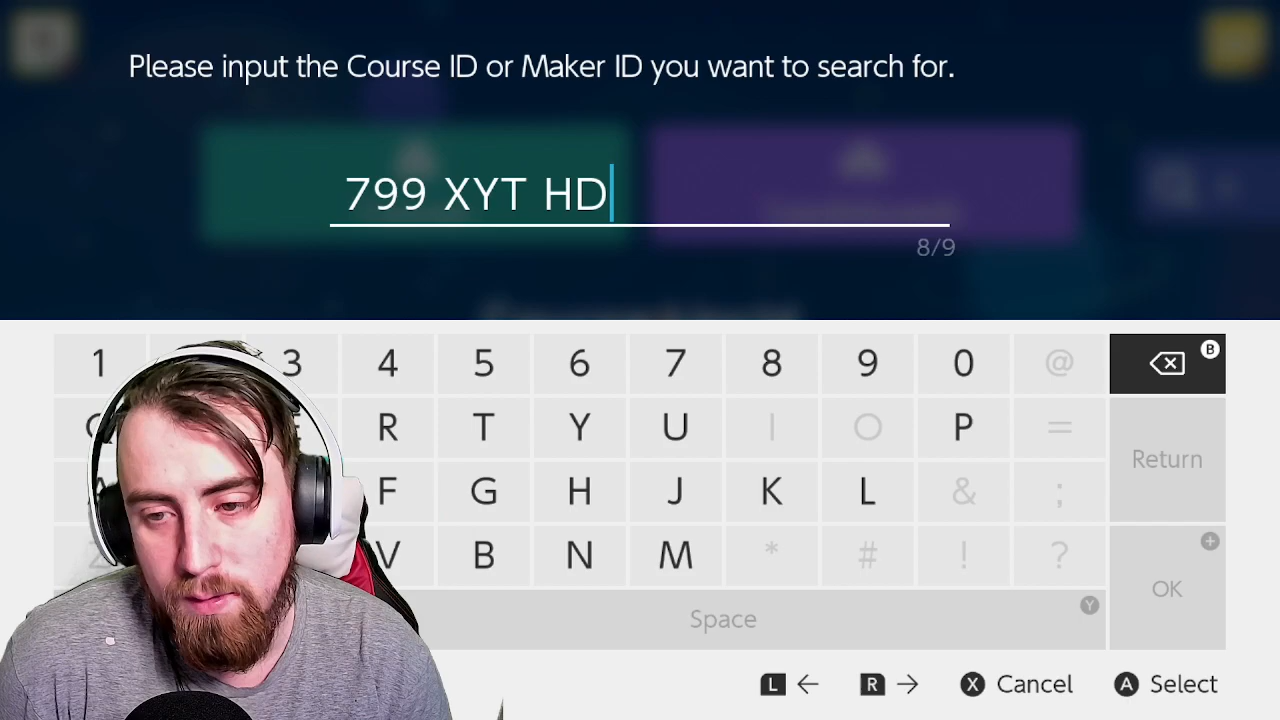 Please input the Course ID or Maker ID you want to search for.
799 XYT HD
8/9
1 3 4 5 6 7 8 9 0 @ B
R T Y U I O P = Return
F G H J K L & ;
V B N M * # ! ? + OK
Space Y
L ← R → X Cancel A Select